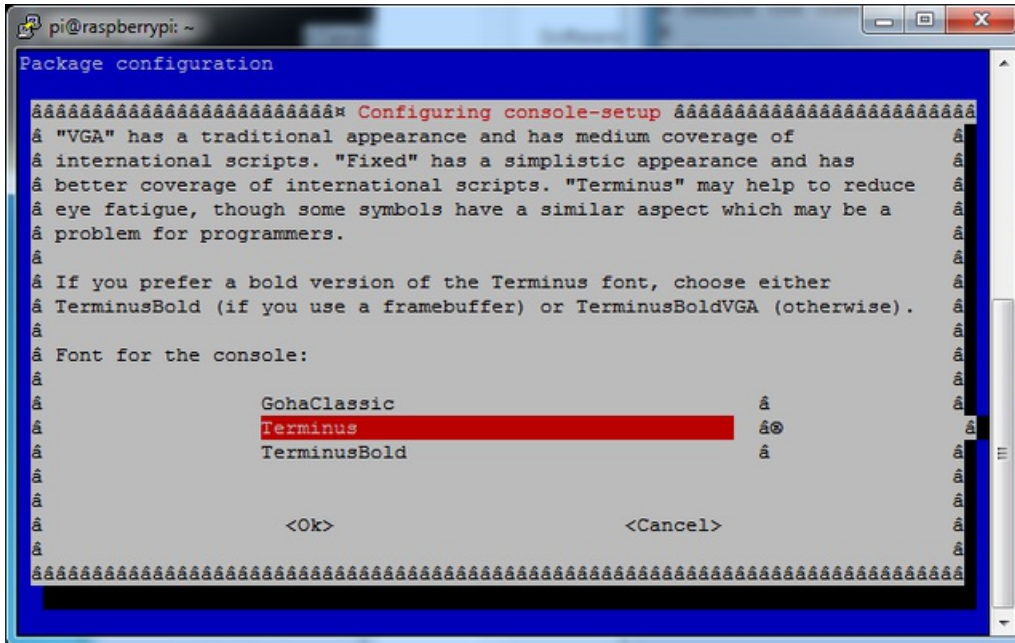 pi@raspberrypi: ~
Package configuration
âââââââââââââââââââââââââ¤ Configuring console-setup âââââââââââââââââââââââââ
â "VGA" has a traditional appearance and has medium coverage of â
â international scripts. "Fixed" has a simplistic appearance and has â
â better coverage of international scripts. "Terminus" may help to reduce â
â eye fatigue, though some symbols have a similar aspect which may be a â
â problem for programmers. â
â â
â If you prefer a bold version of the Terminus font, choose either â
â TerminusBold (if you use a framebuffer) or TerminusBoldVGA (otherwise). â
â â
â Font for the console: â
â â
â GohaClassic â â
â Terminus â® â
â TerminusBold â â
â â
â â
â <Ok> <Cancel> â
â â
âââââââââââââââââââââââââââââââââââââââââââââââââââââââââââââââââââââââââââââ